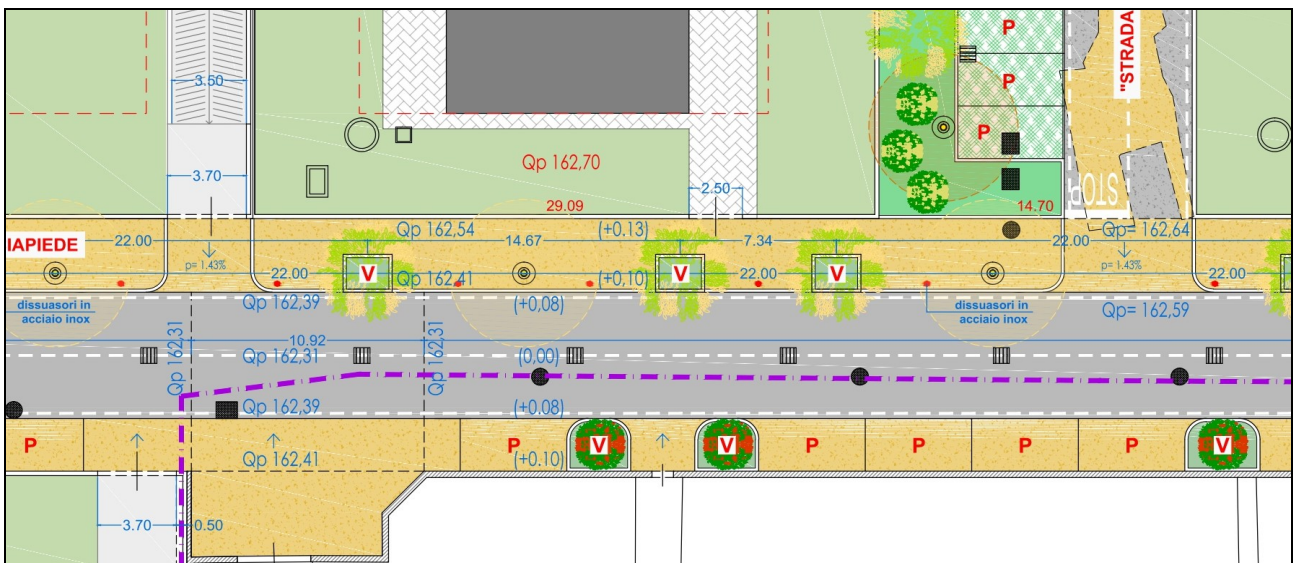 3.50
P
P
P
"STRADA
3.70
Qp 162,70
2.50
29.09
14.70
STOP
IAPIEDE
22.00
Qp 162,54
14.67
(+0.13)
7.34
22.00
Qp= 162,64
p= 1.43%
p= 1.43%
22.00
V
Qp 162,41
(+0,10)
V
22.00
V
22.00
dissuasori in
acciaio inox
Qp 162,39
(+0,08)
dissuasori in
acciaio inox
Qp= 162,59
Qp 162,31
10.92
Qp 162,31
Qp 162,31
(0,00)
Qp 162,39
(+0.08)
P
P
V
V
P
P
P
P
V
Qp 162,41
(+0.10)
3.70
0.50